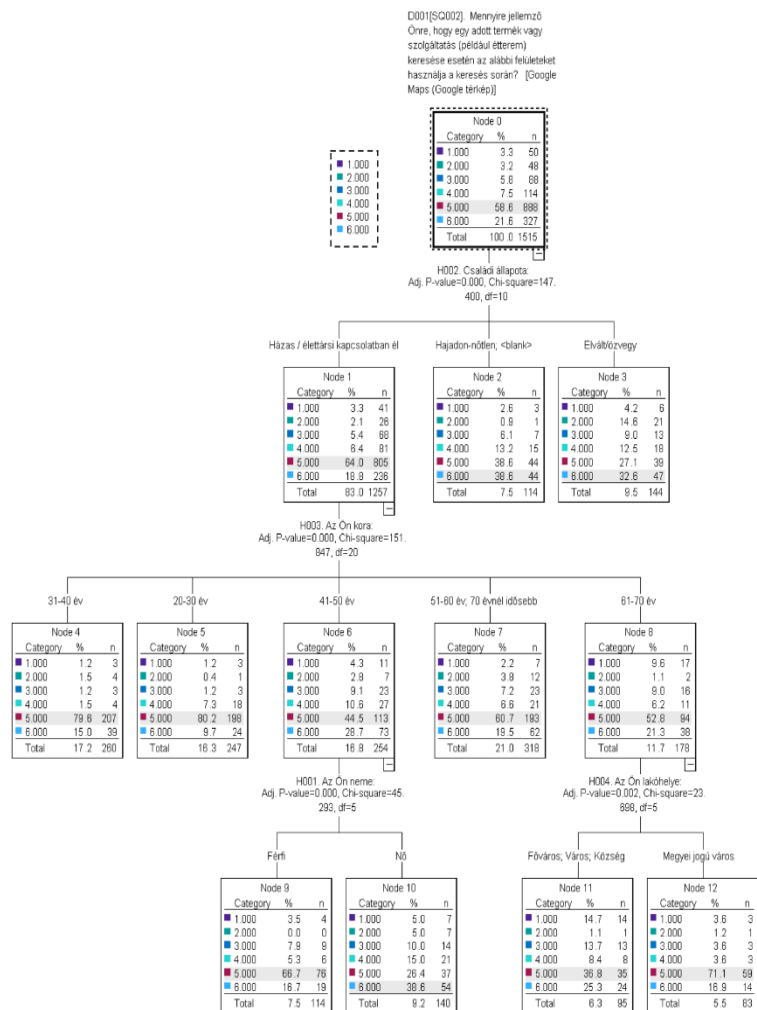 D001[SQ002]. Mennyire jellemző
Önre, hogy egy adott termék vagy
szolgáltatás (például étterem)
keresése esetén az alábbi felületeket
használja a keresés során? [Google
Maps (Google térkép)]
1.000
2.000
3.000
4.000
5.000
6.000
Node 0
Category % n
1.000 3.3 50
2.000 3.2 48
3.000 5.8 88
4.000 7.5 114
5.000 58.6 888
6.000 21.6 327
Total 100.0 1515
H002. Családi állapota:
Adj. P-value=0.000, Chi-square=147.
400, df=10
Házas / élettársi kapcsolatban él
Hajadon-nőtlen; <blank>
Elvált/özvegy
Node 1
Category % n
1.000 3.3 41
2.000 2.1 26
3.000 5.4 68
4.000 6.4 81
5.000 64.0 805
6.000 18.8 236
Total 83.0 1257
Node 2
Category % n
1.000 2.6 3
2.000 0.9 1
3.000 6.1 7
4.000 13.2 15
5.000 38.6 44
6.000 38.6 44
Total 7.5 114
Node 3
Category % n
1.000 4.2 6
2.000 14.6 21
3.000 9.0 13
4.000 12.5 18
5.000 27.1 39
6.000 32.6 47
Total 9.5 144
H003. Az Ön kora:
Adj. P-value=0.000, Chi-square=151.
847, df=20
31-40 év
20-30 év
41-50 év
51-60 év; 70 évnél idősebb
61-70 év
Node 4
Category % n
1.000 1.2 3
2.000 1.5 4
3.000 1.2 3
4.000 1.5 4
5.000 79.6 207
6.000 15.0 39
Total 17.2 260
Node 5
Category % n
1.000 1.2 3
2.000 0.4 1
3.000 1.2 3
4.000 7.3 18
5.000 80.2 198
6.000 9.7 24
Total 16.3 247
Node 6
Category % n
1.000 4.3 11
2.000 2.8 7
3.000 9.1 23
4.000 10.6 27
5.000 44.5 113
6.000 28.7 73
Total 16.8 254
Node 7
Category % n
1.000 2.2 7
2.000 3.8 12
3.000 7.2 23
4.000 6.6 21
5.000 60.7 193
6.000 19.5 62
Total 21.0 318
Node 8
Category % n
1.000 9.6 17
2.000 1.1 2
3.000 9.0 16
4.000 6.2 11
5.000 52.8 94
6.000 21.3 38
Total 11.7 178
H001. Az Ön neme:
Adj. P-value=0.000, Chi-square=45.
293, df=5
H004. Az Ön lakóhelye:
Adj. P-value=0.002, Chi-square=23.
698, df=5
Férfi
Nő
Főváros; Város; Község
Megyei jogú város
Node 9
Category % n
1.000 3.5 4
2.000 0.0 0
3.000 7.9 9
4.000 5.3 6
5.000 66.7 76
6.000 16.7 19
Total 7.5 114
Node 10
Category % n
1.000 5.0 7
2.000 5.0 7
3.000 10.0 14
4.000 15.0 21
5.000 26.4 37
6.000 38.6 54
Total 9.2 140
Node 11
Category % n
1.000 14.7 14
2.000 1.1 1
3.000 13.7 13
4.000 8.4 8
5.000 36.8 35
6.000 25.3 24
Total 6.3 95
Node 12
Category % n
1.000 3.6 3
2.000 1.2 1
3.000 3.6 3
4.000 3.6 3
5.000 71.1 59
6.000 16.9 14
Total 5.5 83